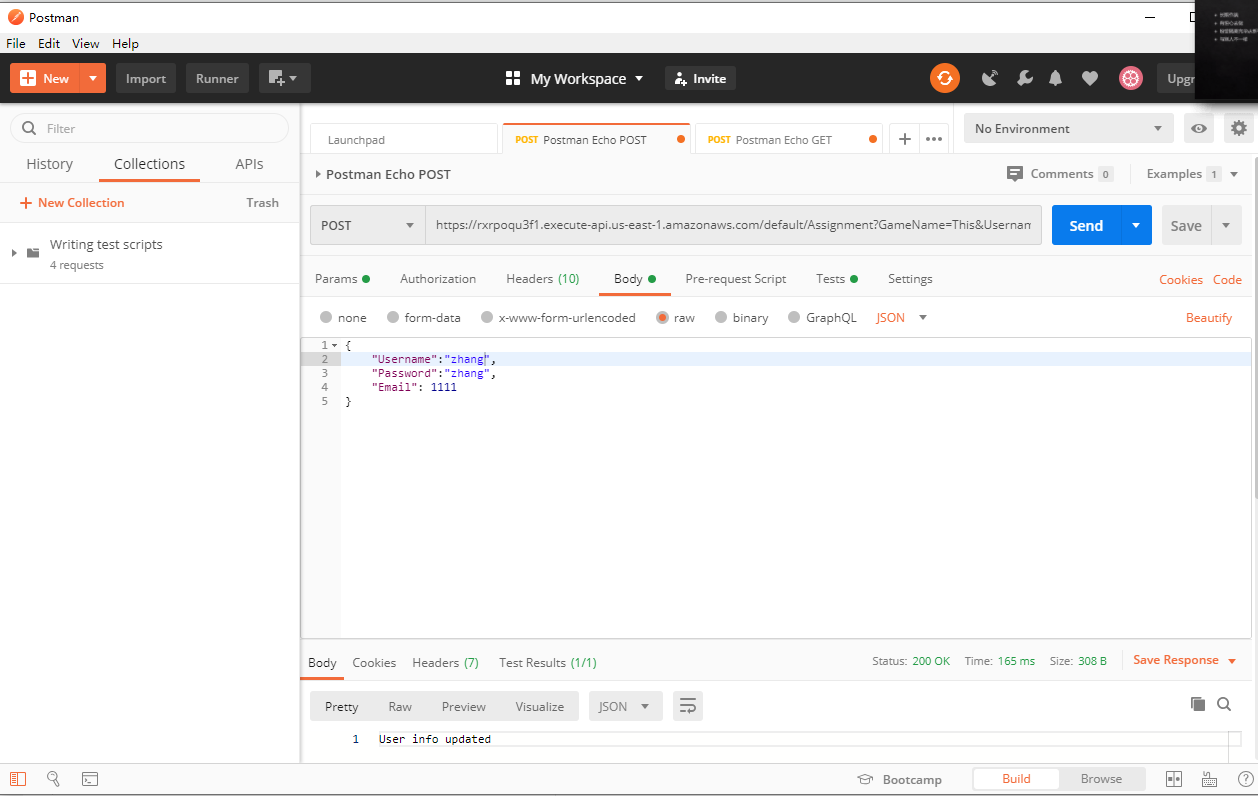 Postman
File Edit View Help
New Import Runner My Workspace Invite Upgr
Filter
History Collections APIs
New Collection Trash
Writing test scripts
4 requests
Launchpad POST Postman Echo POST POST Postman Echo GET No Environment
Postman Echo POST Comments 0 Examples 1
POST https://rxrpoqu3f1.execute-api.us-east-1.amazonaws.com/default/Assignment?GameName=This&Usernam Send Save
Params Authorization Headers (10) Body Pre-request Script Tests Settings Cookies Code
none form-data x-www-form-urlencoded raw binary GraphQL JSON Beautify
1 {
2 "Username":"zhang",
3 "Password":"zhang",
4 "Email": 1111
5 }
Body Cookies Headers (7) Test Results (1/1) Status: 200 OK Time: 165 ms Size: 308 B Save Response
Pretty Raw Preview Visualize JSON
1 User info updated
Bootcamp Build Browse